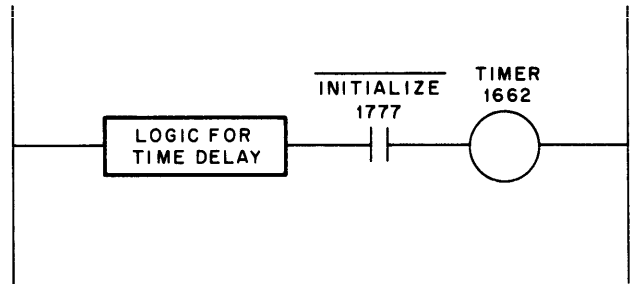 INITIALIZE
1777
TIMER
1662
LOGIC FOR
TIME DELAY